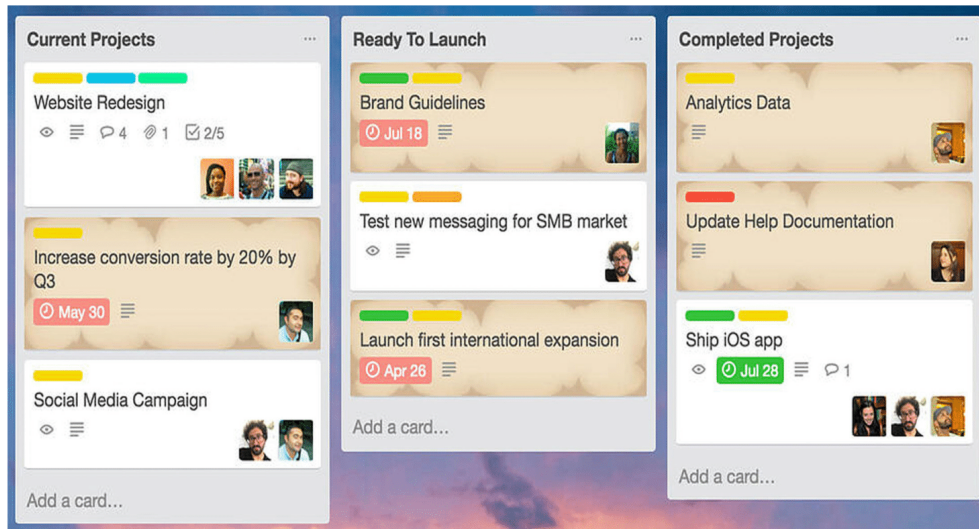 Current Projects
Website Redesign
4 1 2/5
Increase conversion rate by 20% by
Q3
May 30
Social Media Campaign
Add a card...
Ready To Launch
Brand Guidelines
Jul 18
Test new messaging for SMB market
Launch first international expansion
Apr 26
Add a card...
Completed Projects
Analytics Data
Update Help Documentation
Ship iOS app
Jul 28 1
Add a card...